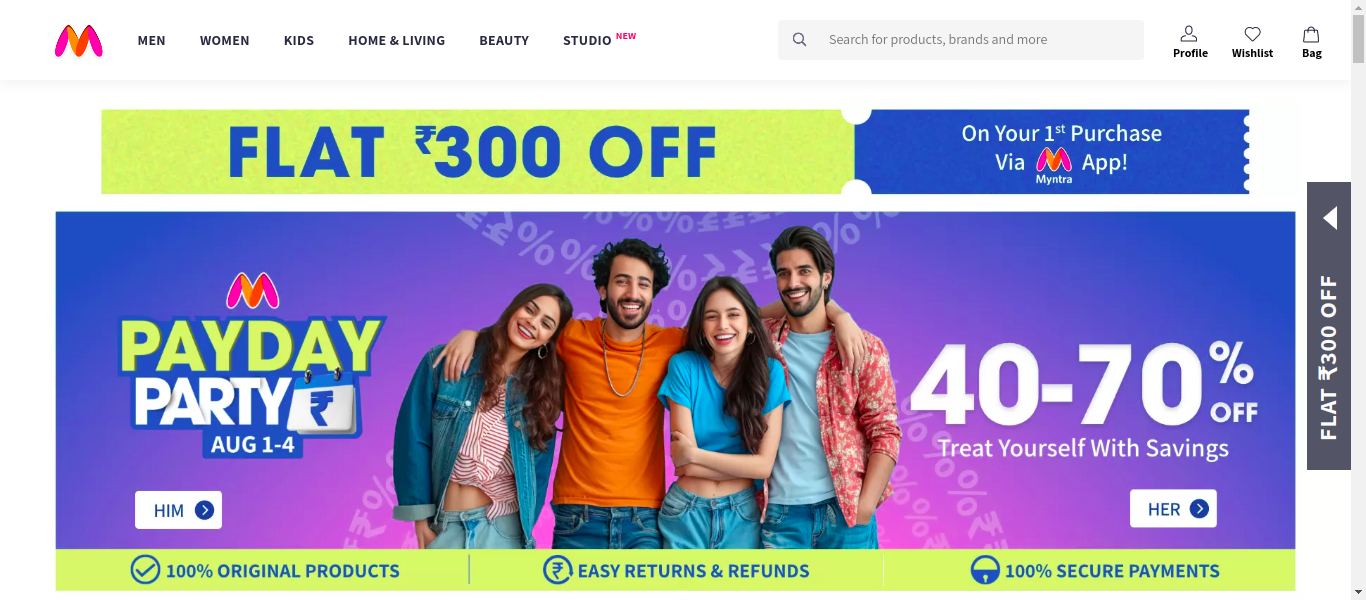 MEN
WOMEN
KIDS
HOME & LIVING
BEAUTY
STUDIO NEW
Search for products, brands and more
Profile
Wishlist
Bag
FLAT ₹300 OFF
On Your 1st Purchase
Via Myntra App!
PAYDAY
PARTY
₹
AUG 1-4
HIM
40-70% OFF
Treat Yourself With Savings
HER
FLAT ₹300 OFF
100% ORIGINAL PRODUCTS
₹ EASY RETURNS & REFUNDS
100% SECURE PAYMENTS